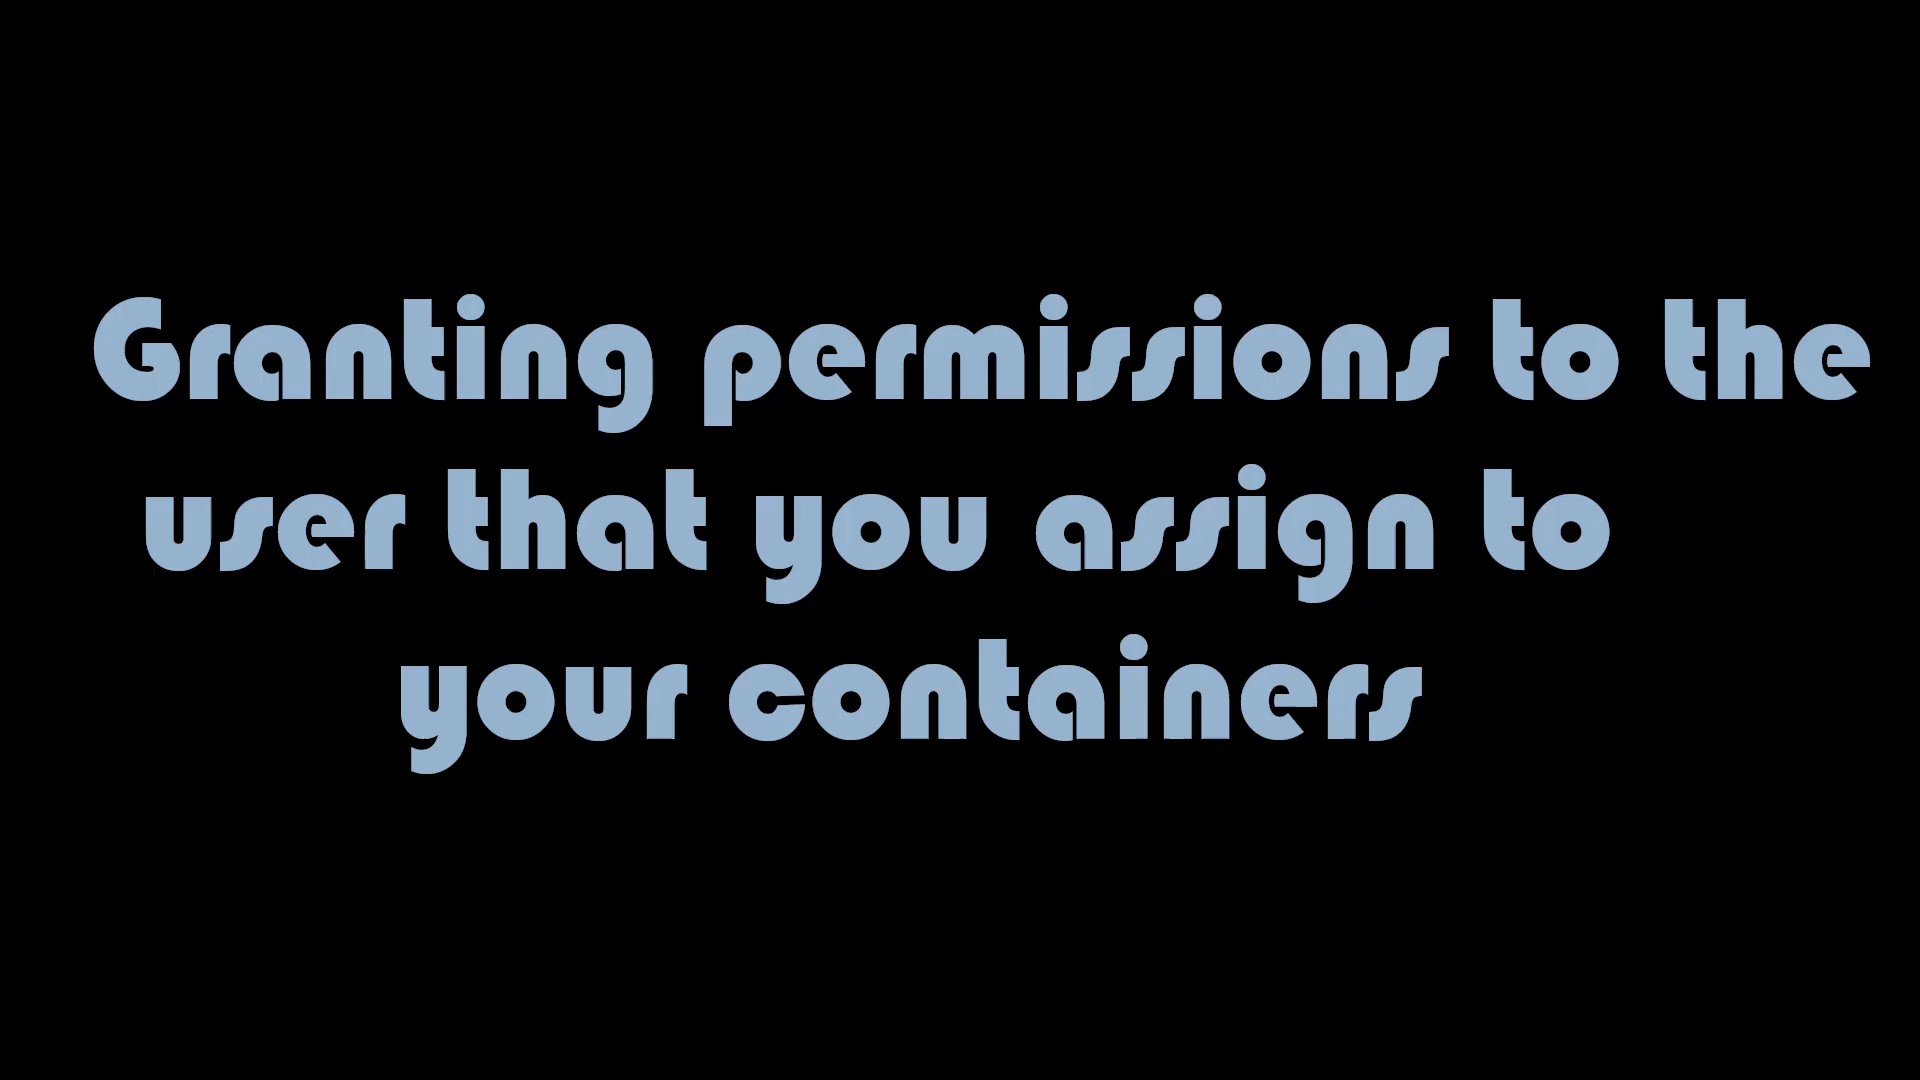 Granting permissions to the
user that you assign to
your containers